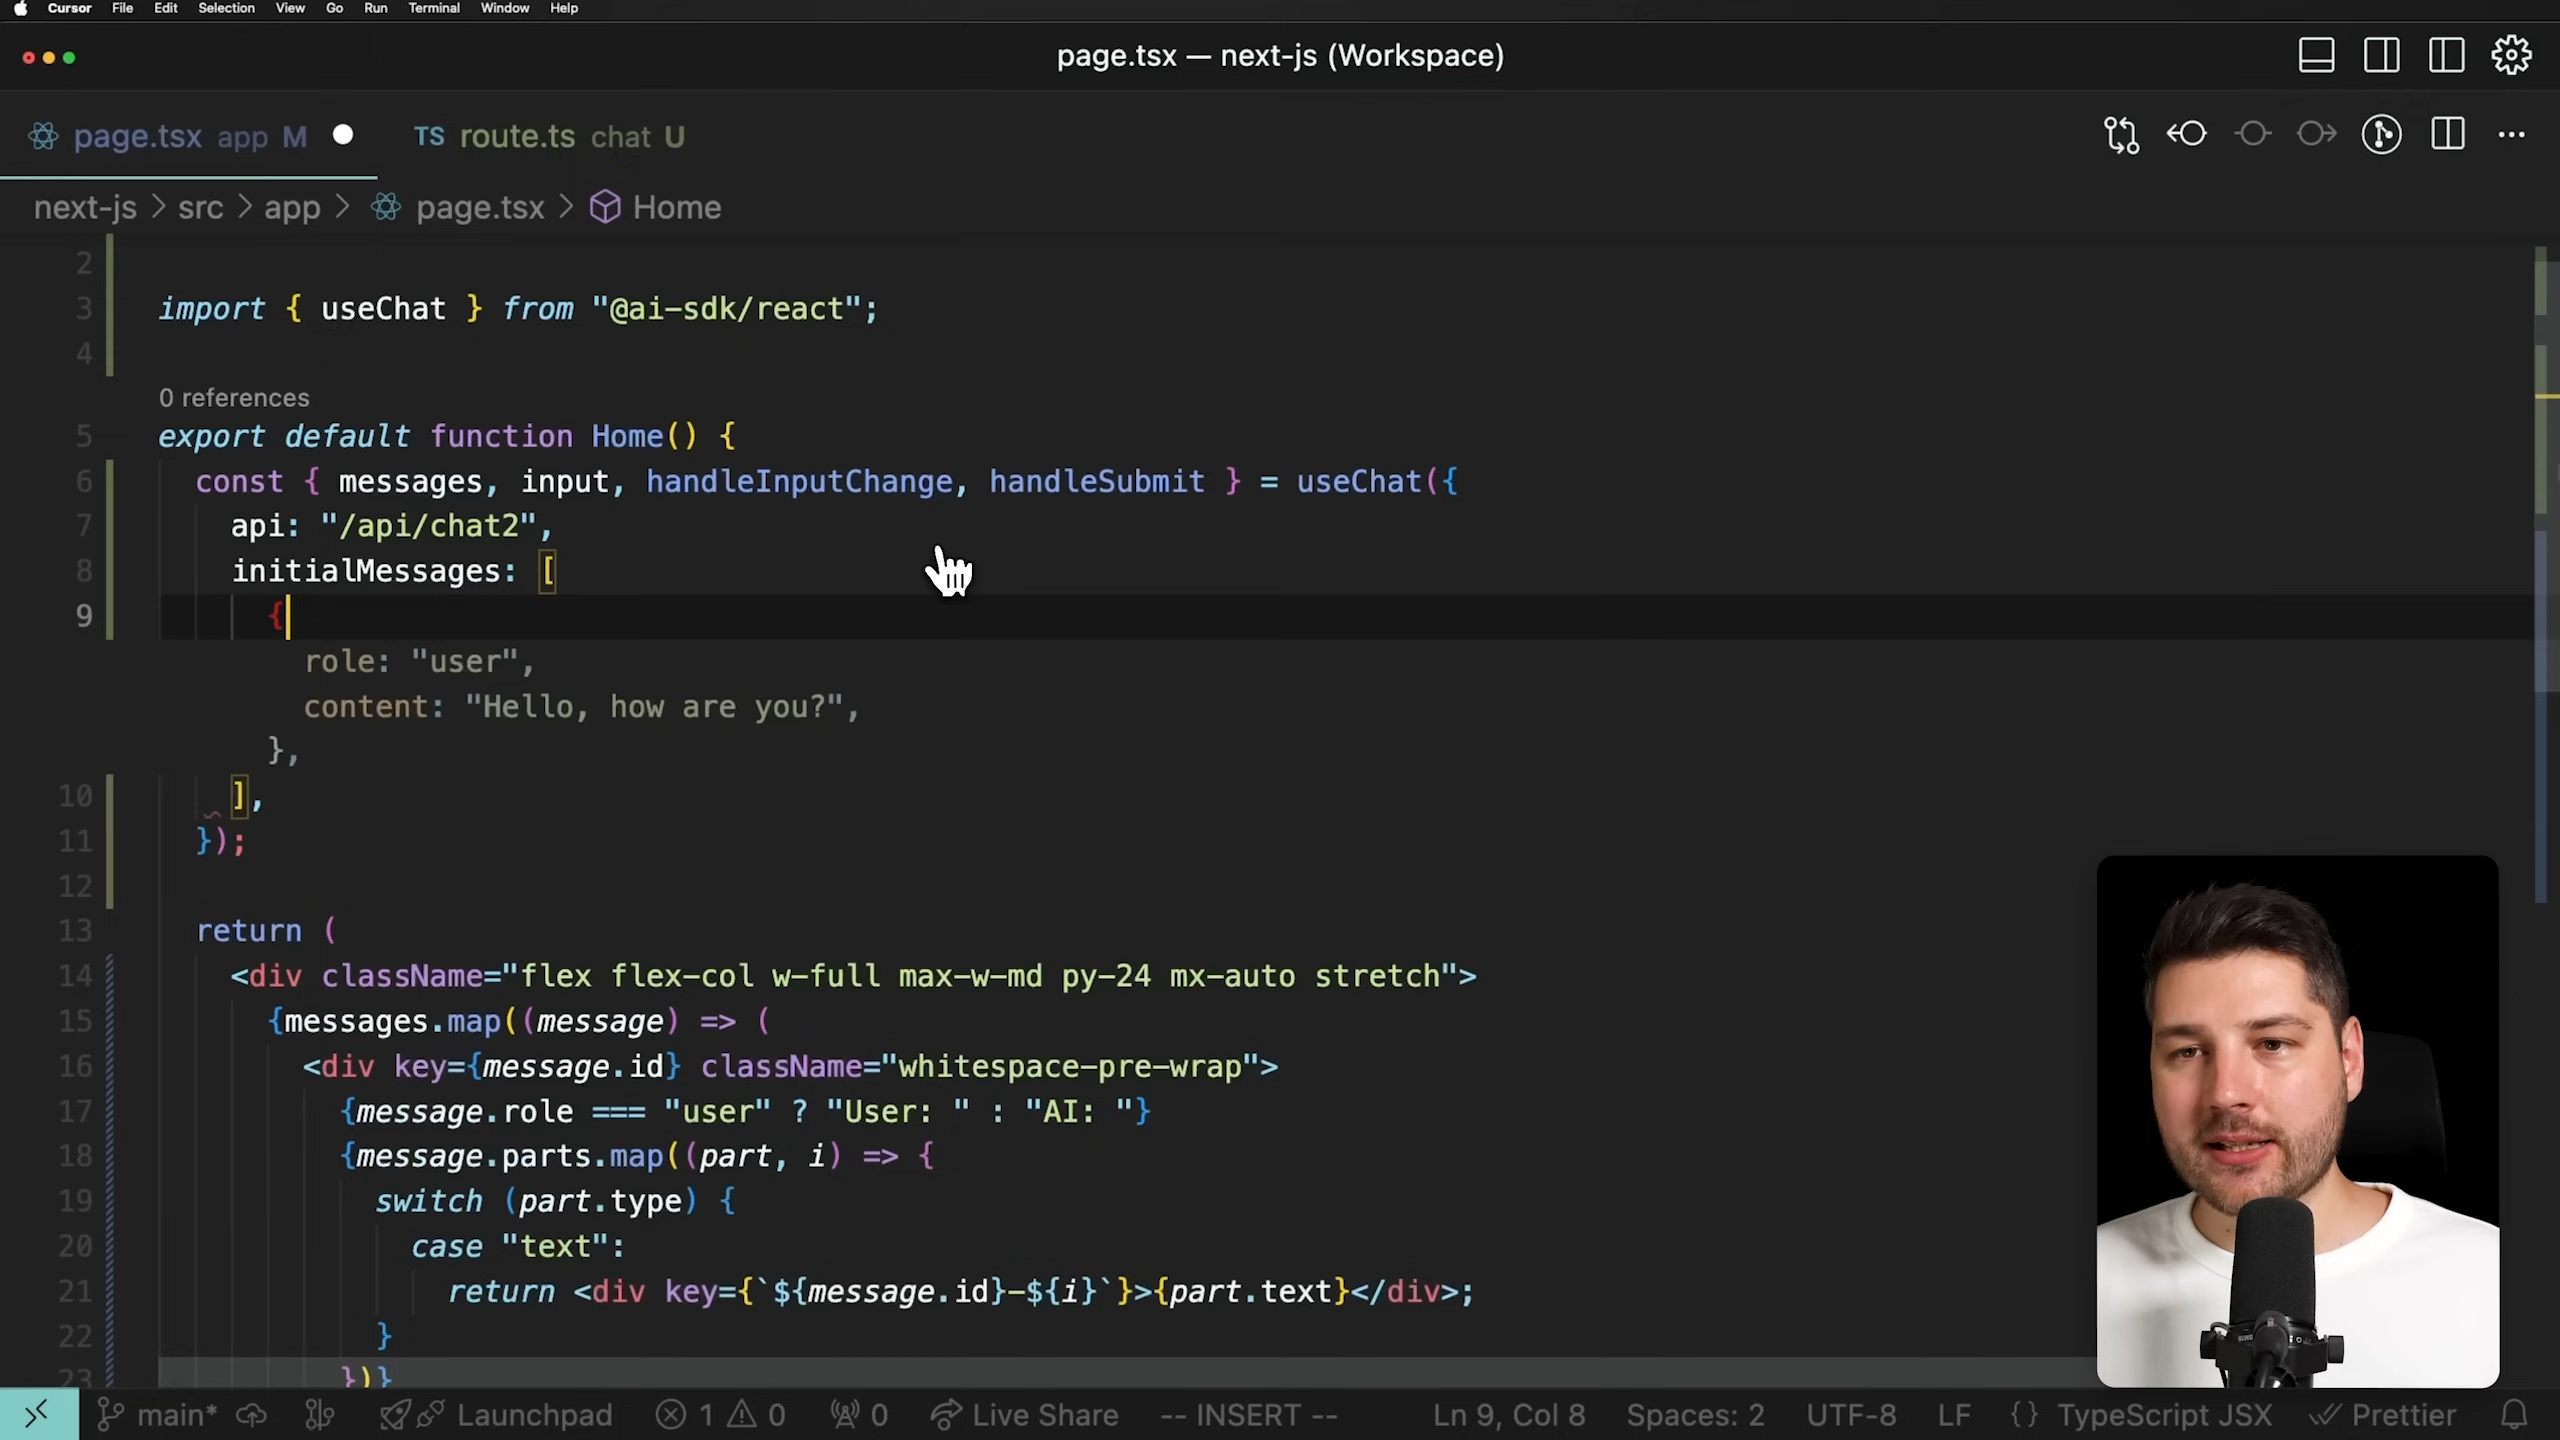 Cursor File Edit Selection View Go Run Terminal Window Help
page.tsx — next-js (Workspace)
page.tsx app M TS route.ts chat U
next-js > src > app > page.tsx > Home
2
3 import { useChat } from "@ai-sdk/react";
4
0 references
5 export default function Home() {
6 const { messages, input, handleInputChange, handleSubmit } = useChat({
7 api: "/api/chat2",
8 initialMessages: [
9 {
role: "user",
content: "Hello, how are you?",
},
10 ],
11 });
12
13 return (
14 <div className="flex flex-col w-full max-w-md py-24 mx-auto stretch">
15 {messages.map((message) => (
16 <div key={message.id} className="whitespace-pre-wrap">
17 {message.role === "user" ? "User: " : "AI: "}
18 {message.parts.map((part, i) => {
19 switch (part.type) {
20 case "text":
21 return <div key={`${message.id}-${i}`}>{part.text}</div>;
22 }
23 })}
main* Launchpad 1 0 0 Live Share -- INSERT -- Ln 9, Col 8 Spaces: 2 UTF-8 LF {} TypeScript JSX Prettier